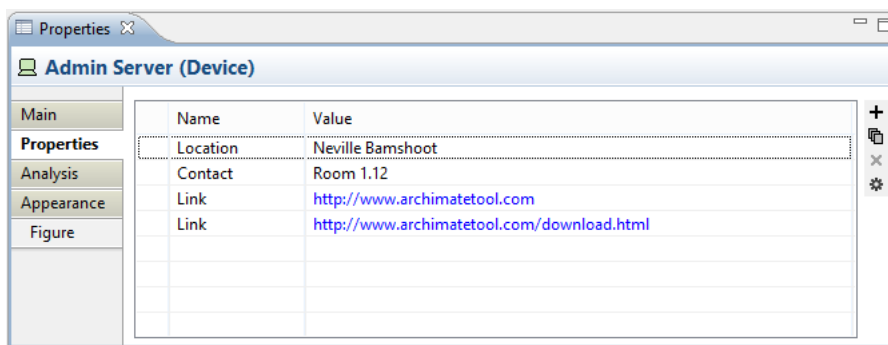 Properties
Admin Server (Device)
Main
Properties
Analysis
Appearance
Figure
Name Value
Location Neville Bamshoot
Contact Room 1.12
Link http://www.archimatetool.com
Link http://www.archimatetool.com/download.html